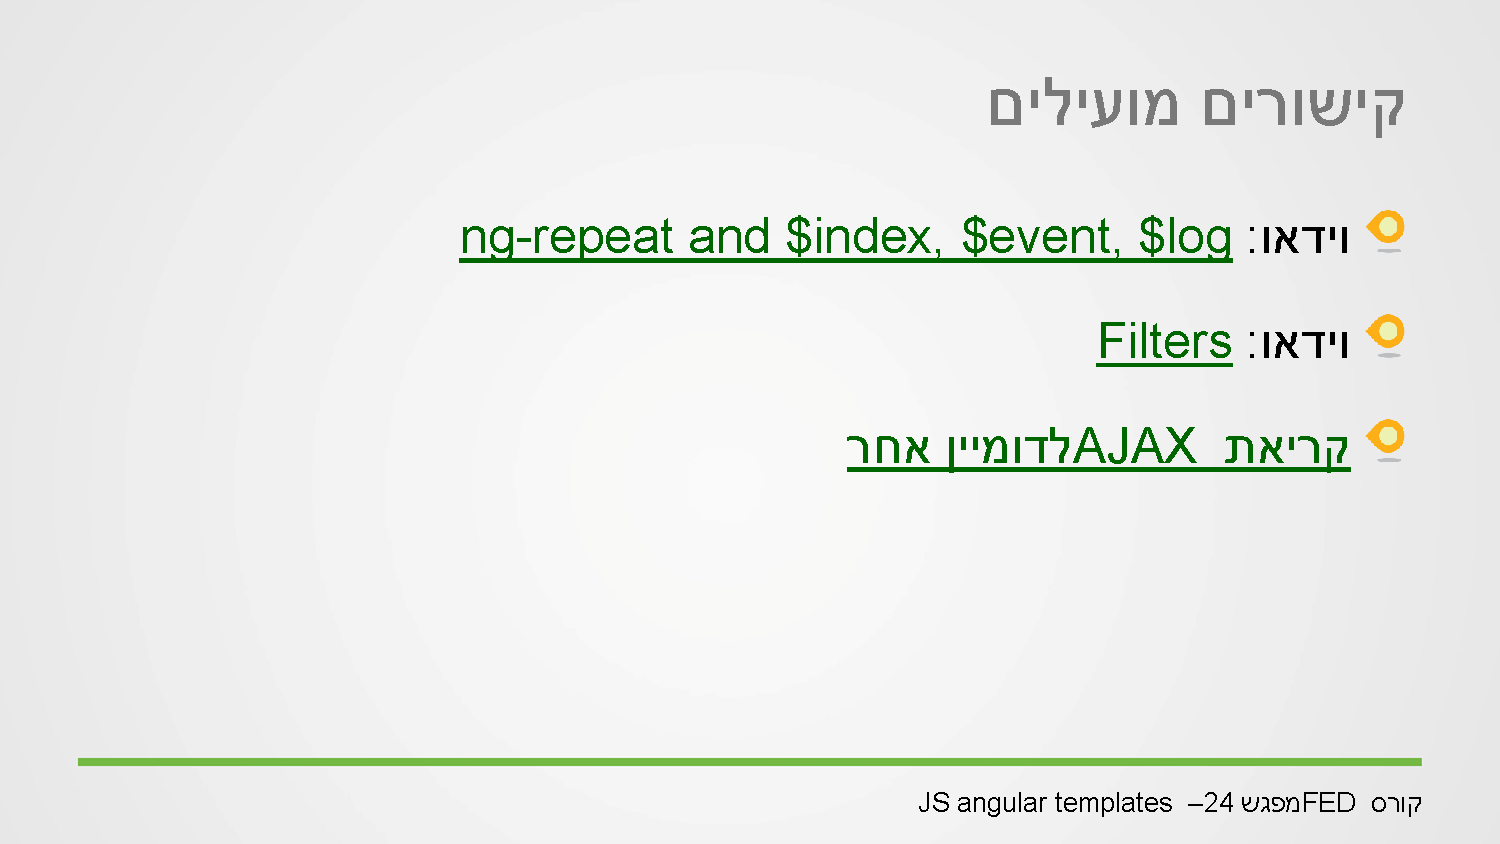 קישורים מועילים
וידאו: ng-repeat and $index, $event, $log
וידאו: Filters
קריאת AJAX לדומיין אחר
קורס FED מפגש 24 – JS angular templates